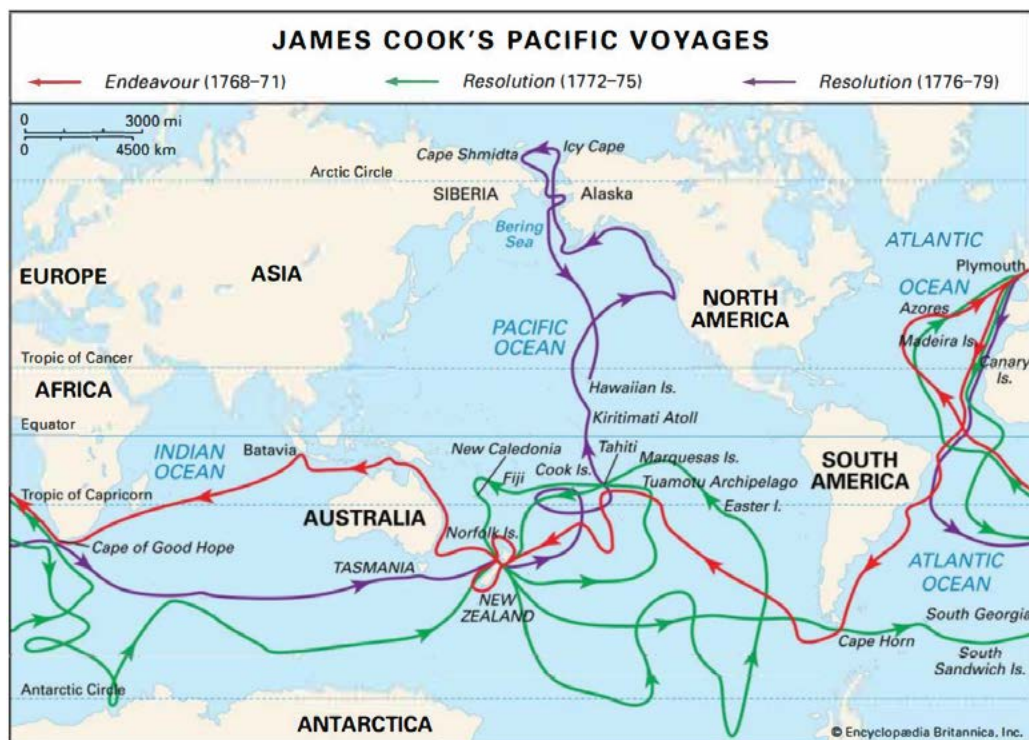 JAMES COOK'S PACIFIC VOYAGES
Endeavour (1768–71)
Resolution (1772–75)
Resolution (1776–79)
0 3000 mi
0 4500 km
Cape Shmidta
Icy Cape
Arctic Circle
SIBERIA
Alaska
Bering
Sea
ATLANTIC
OCEAN
Plymouth
EUROPE
ASIA
NORTH
AMERICA
Azores
PACIFIC
OCEAN
Madeira Is.
Tropic of Cancer
Canary
Is.
AFRICA
Hawaiian Is.
Kiritimati Atoll
Equator
INDIAN
OCEAN
Batavia
New Caledonia
Tahiti
Marquesas Is.
Fiji
Cook Is.
Tuamotu Archipelago
SOUTH
AMERICA
Tropic of Capricorn
Easter I.
AUSTRALIA
Norfolk Is.
Cape of Good Hope
TASMANIA
ATLANTIC
OCEAN
NEW
ZEALAND
South Georgia
Cape Horn
South
Sandwich Is.
Antarctic Circle
ANTARCTICA
© Encyclopædia Britannica, Inc.